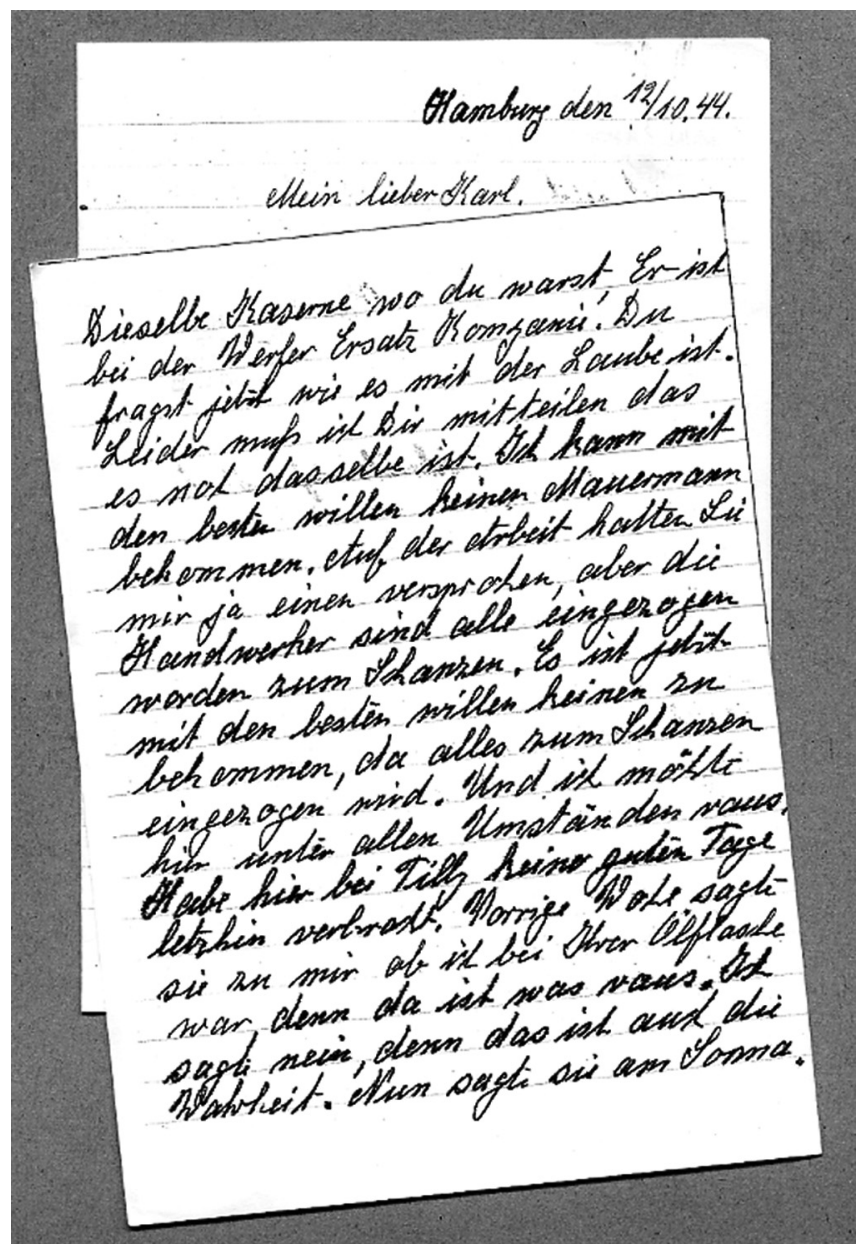 Hamburg den 12/10.44.
Mein lieber Karl.
Dieselbe Kaserne wo du warst, Er ist
bei der Werfer Ersatz Kompanie. Du
fragst jetzt wie es mit der Laube ist.
Leider muß ich Dir mitteilen das
es noch dasselbe ist. Ich kann mit
den besten willen keinen Mauermann
bekommen. Auf der arbeit hatten Sie
mir ja einen versprochen, aber die
Handwerker sind alle eingezogen
worden zum Schanzen. Es ist jetzt
mit den besten willen keinen zu
bekommen, da alles zum Schanzen
eingezogen wird. Und ich möchte
hier unter allen Umständen raus.
Habe hier bei Tilly keine guten Tage
letzhin verbracht. Vorrige Woche sagte
sie zu mir ob ich bei Ihrer Ölflasche
war, denn da ist was raus. Ich
sagte nein, denn das ist auch die
Wahrheit. Nun sagte sie am Sonna.